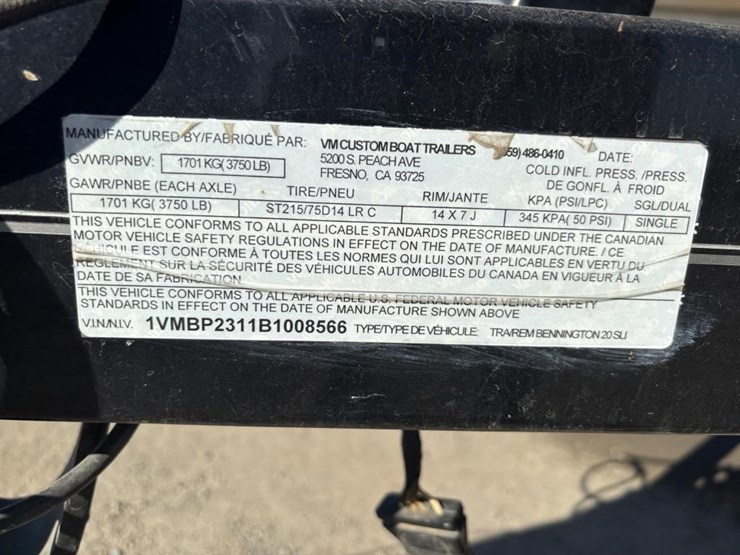 MANUFACTURED BY/FABRIQUÉ PAR: VM CUSTOM BOAT TRAILERS 59) 486-0410 DATE:
5200 S. PEACH AVE
FRESNO, CA 93725
GVWR/PNBV: 1701 KG( 3750 LB)
COLD INFL. PRESS. /PRESS.
DE GONFL. À FROID
GAWR/PNBE (EACH AXLE) TIRE/PNEU RIM/JANTE KPA (PSI/LPC) SGL/DUAL
1701 KG( 3750 LB) ST215/75D14 LR C 14 X 7 J 345 KPA( 50 PSI) SINGLE
THIS VEHICLE CONFORMS TO ALL APPLICABLE STANDARDS PRESCRIBED UNDER THE CANADIAN
MOTOR VEHICLE SAFETY REGULATIONS IN EFFECT ON THE DATE OF MANUFACTURE. / CE
VÉHICULE EST CONFORME À TOUTES LES NORMES QUI LUI SONT APPLICABLES EN VERTU DU
RÈGLEMENT SUR LA SÉCURITÉ DES VÉHICULES AUTOMOBILES DU CANADA EN VIGUEUR À LA
DATE DE SA FABRICATION
THIS VEHICLE CONFORMS TO ALL APPLICABLE U.S. FEDERAL MOTOR VEHICLE SAFETY
STANDARDS IN EFFECT ON THE DATE OF MANUFACTURE SHOWN ABOVE
V.I.N./N.I.V. 1VMBP2311B1008566 TYPE/TYPE DE VÉHICULE: TRA/REM BENNINGTON 20 SLI